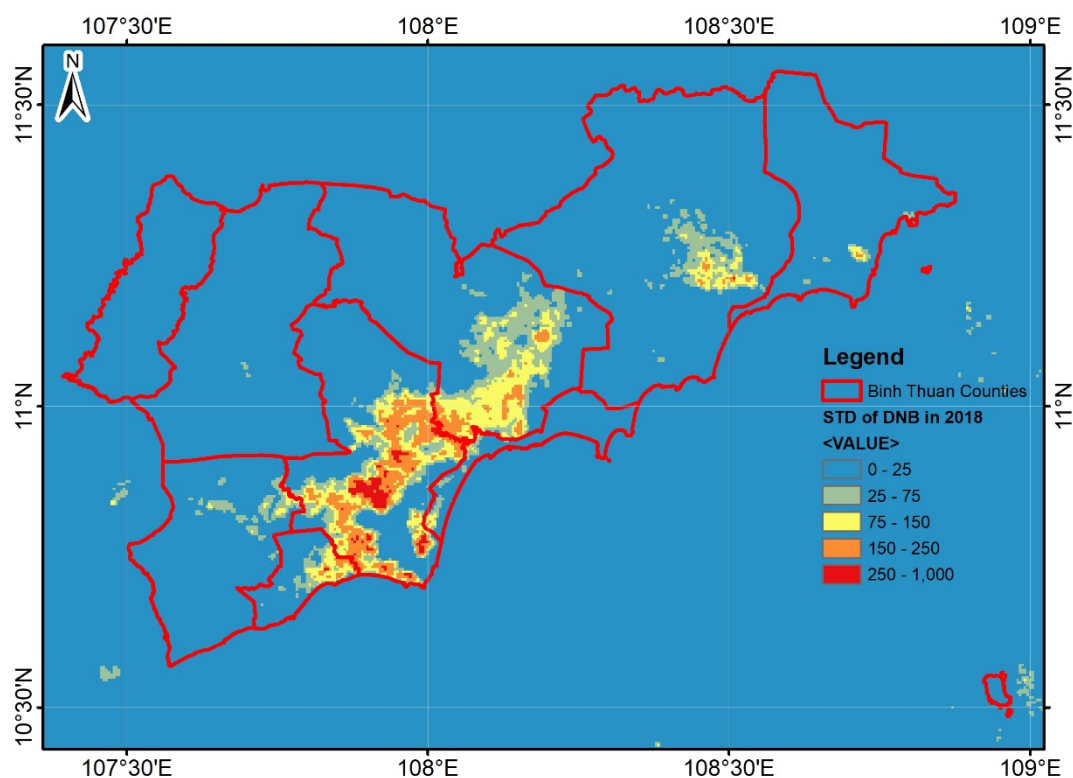 107°30'E 108°E 108°30'E 109°E
N
11°30'N 11°30'N
11°N 11°N
10°30'N 10°30'N
Legend
Binh Thuan Counties
STD of DNB in 2018
<VALUE>
0 - 25
25 - 75
75 - 150
150 - 250
250 - 1,000
107°30'E 108°E 108°30'E 109°E